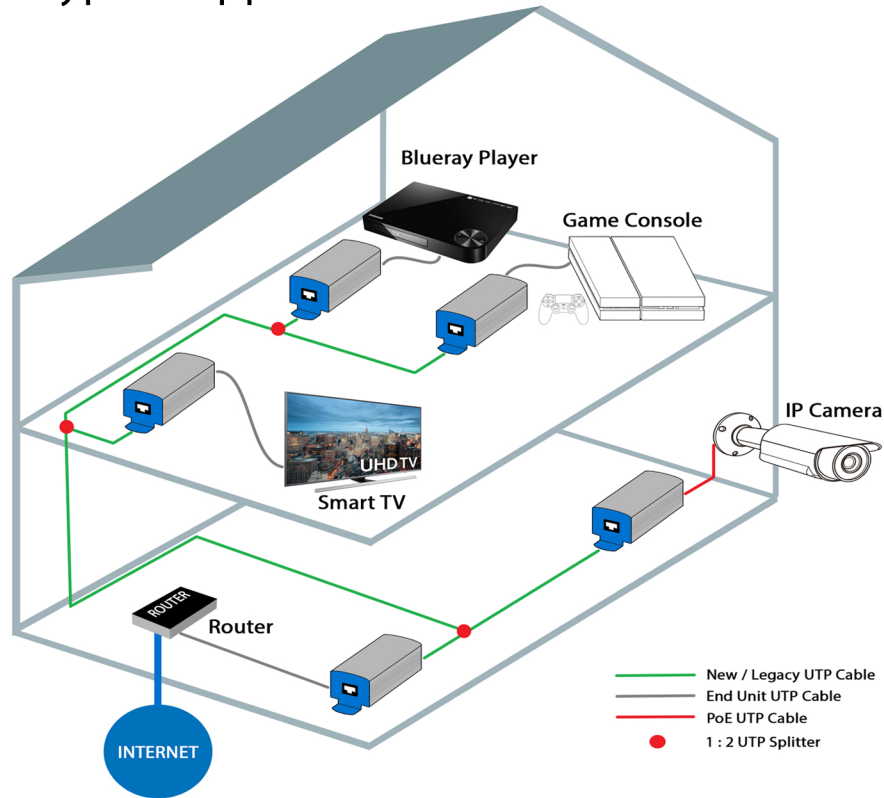 Blueray Player
Game Console
IP Camera
UHD TV
Smart TV
ROUTER
Router
INTERNET
New / Legacy UTP Cable
End Unit UTP Cable
PoE UTP Cable
1 : 2 UTP Splitter